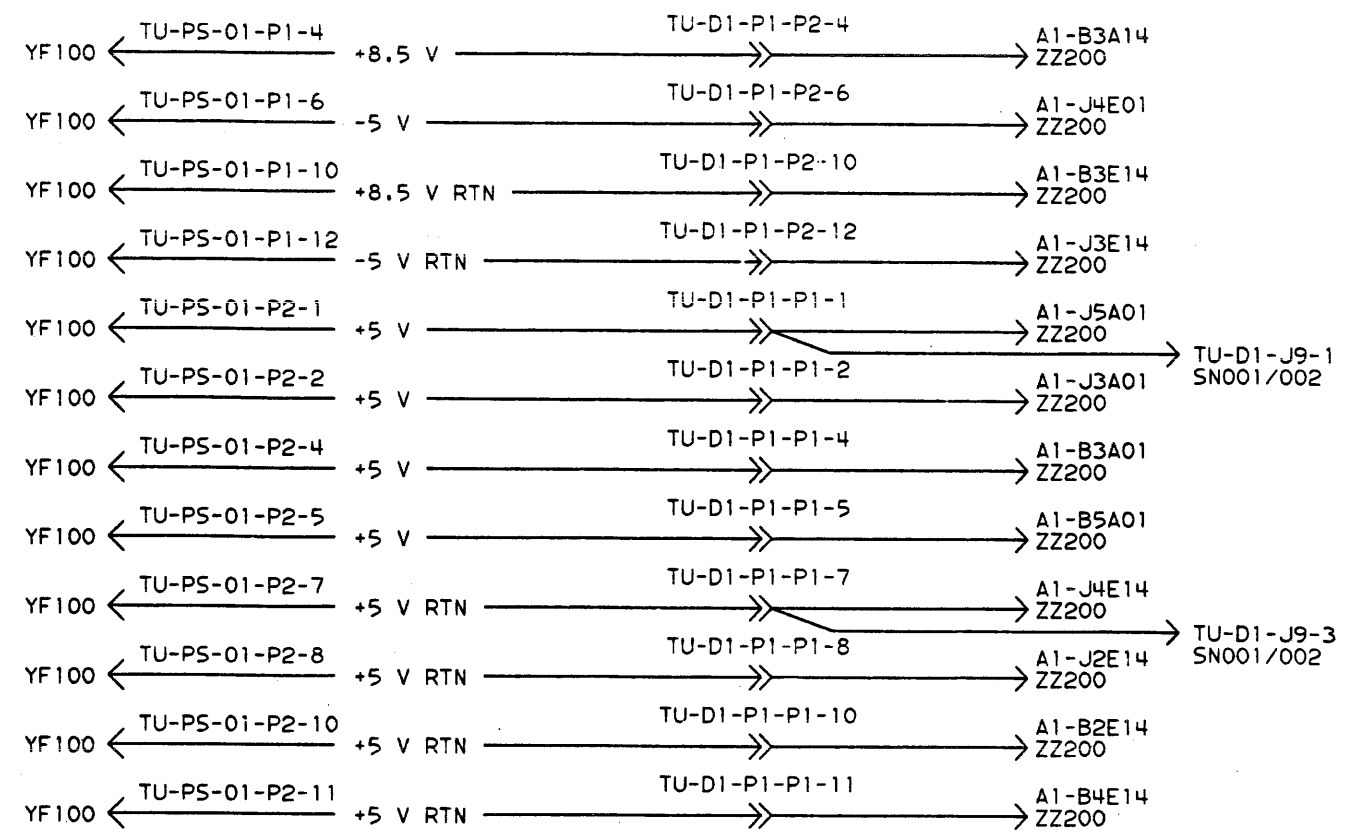 TU-PS-01-P1-4 TU-D1-P1-P2-4 A1-B3A14
YF100 +8.5 V ZZ200
TU-PS-01-P1-6 TU-D1-P1-P2-6 A1-J4E01
YF100 -5 V ZZ200
TU-PS-01-P1-10 TU-D1-P1-P2-10 A1-B3E14
YF100 +8.5 V RTN ZZ200
TU-PS-01-P1-12 TU-D1-P1-P2-12 A1-J3E14
YF100 -5 V RTN ZZ200
TU-PS-01-P2-1 TU-D1-P1-P1-1 A1-J5A01
YF100 +5 V ZZ200
TU-D1-J9-1
SN001/002
TU-PS-01-P2-2 TU-D1-P1-P1-2 A1-J3A01
YF100 +5 V ZZ200
TU-PS-01-P2-4 TU-D1-P1-P1-4 A1-B3A01
YF100 +5 V ZZ200
TU-PS-01-P2-5 TU-D1-P1-P1-5 A1-B5A01
YF100 +5 V ZZ200
TU-PS-01-P2-7 TU-D1-P1-P1-7 A1-J4E14
YF100 +5 V RTN ZZ200
TU-D1-J9-3
SN001/002
TU-PS-01-P2-8 TU-D1-P1-P1-8 A1-J2E14
YF100 +5 V RTN ZZ200
TU-PS-01-P2-10 TU-D1-P1-P1-10 A1-B2E14
YF100 +5 V RTN ZZ200
TU-PS-01-P2-11 TU-D1-P1-P1-11 A1-B4E14
YF100 +5 V RTN ZZ200